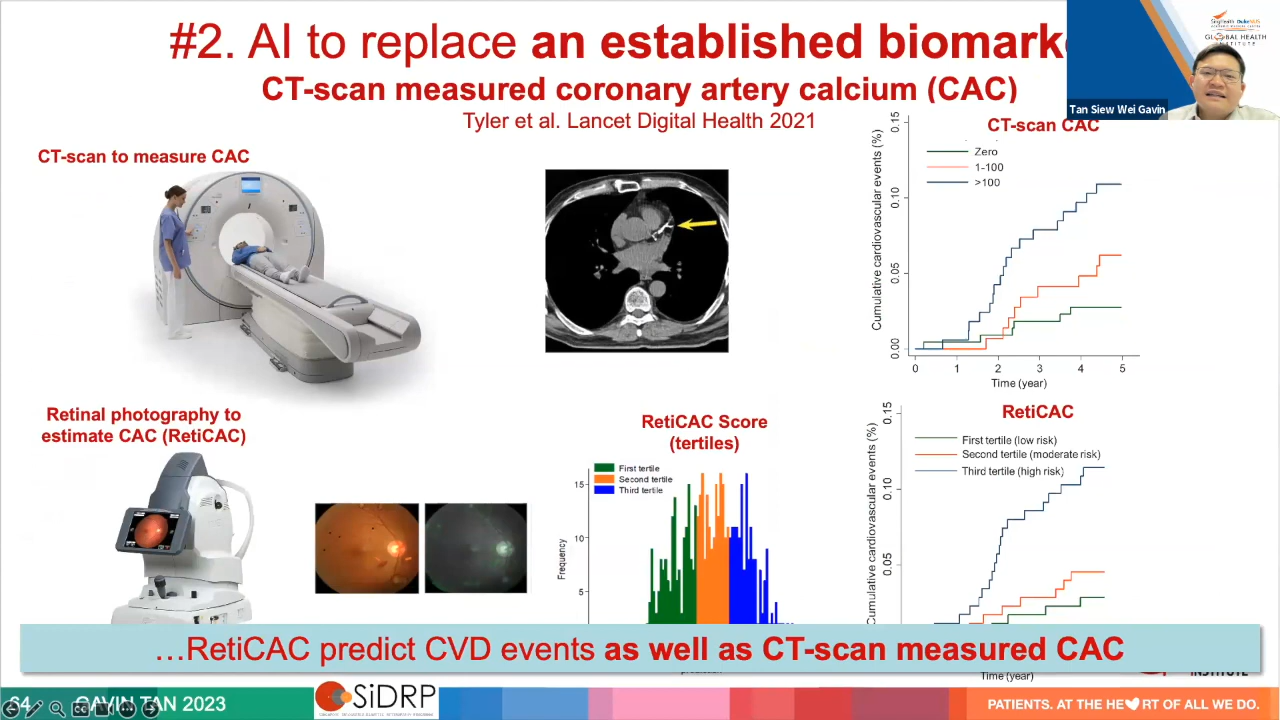 #2. AI to replace an established biomark
CT-scan measured coronary artery calcium (CAC)
Tyler et al. Lancet Digital Health 2021
SingHealth DukeNUS
GLOBAL HEALTH
INSTITUTE
Tan Siew Wei Gavin
CT-scan to measure CAC
CT-scan CAC
Zero
1-100
>100
Cumulative cardiovascular events (%)
0.15
0.10
0.05
0.00
0 1 2 3 4 5
Time (year)
Retinal photography to
estimate CAC (RetiCAC)
RetiCAC Score
(tertiles)
First tertile
Second tertile
Third tertile
Frequency
15
10
5
RetiCAC
First tertile (low risk)
Second tertile (moderate risk)
Third tertile (high risk)
Cumulative cardiovascular events (%)
0.15
0.10
0.05
…RetiCAC predict CVD events as well as CT-scan measured CAC
Time (year)
INSTITUTE
GAVIN TAN 2023
SiDRP
PATIENTS. AT THE HE RT OF ALL WE DO.